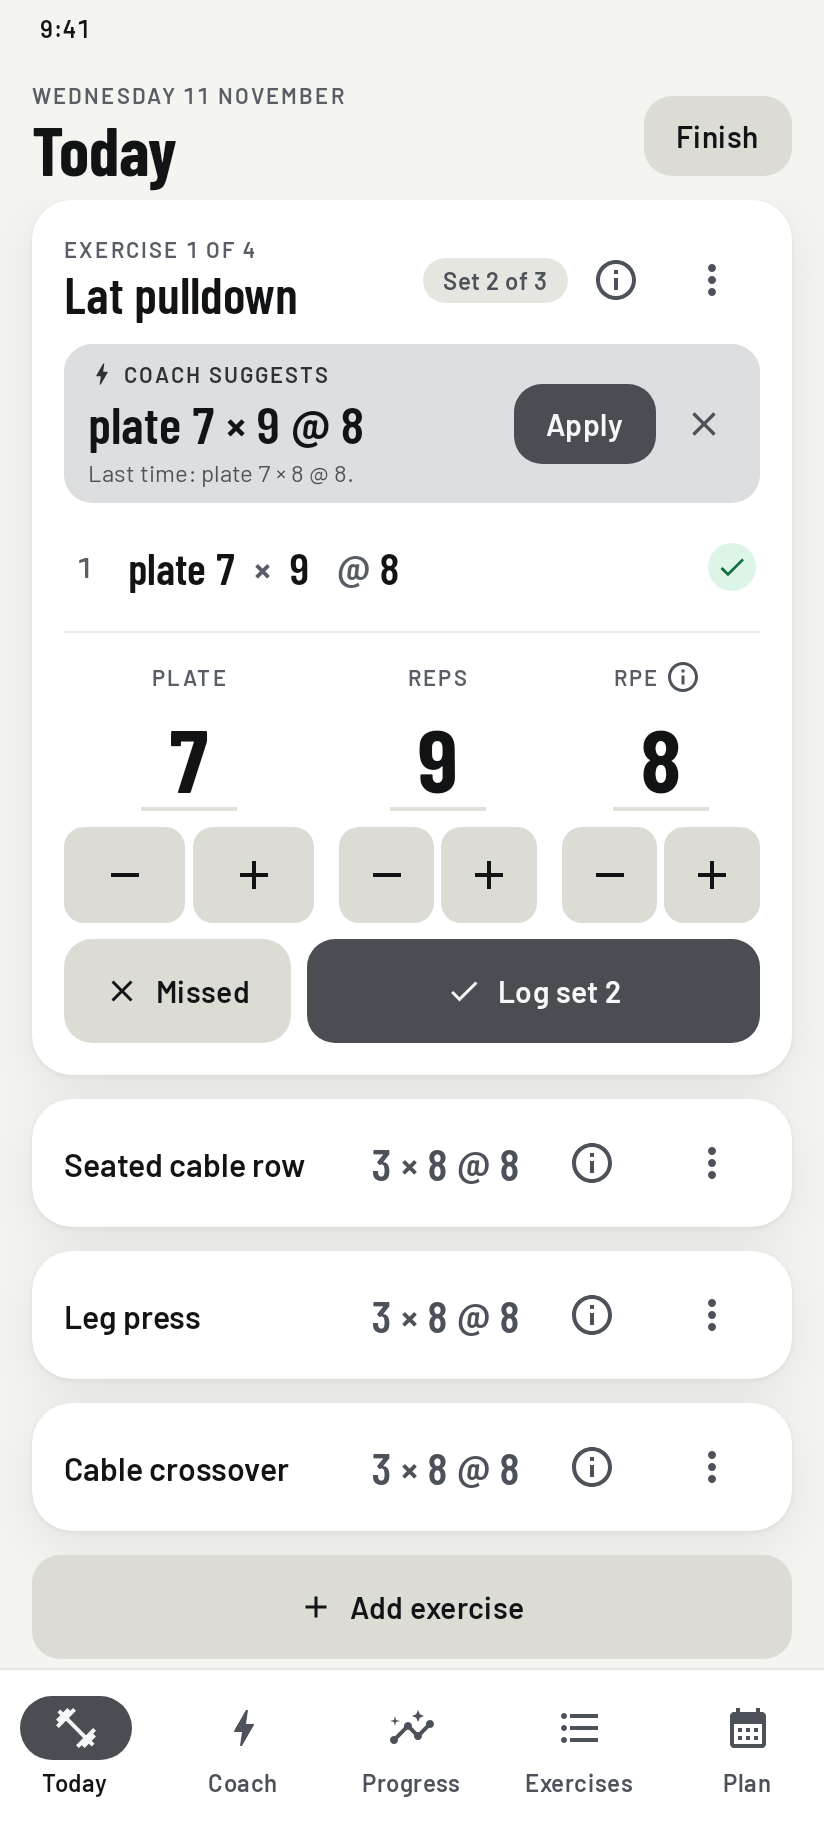 9:41
WEDNESDAY 11 NOVEMBER
Today
Finish
EXERCISE 1 OF 4
Lat pulldown
Set 2 of 3
COACH SUGGESTS
plate 7 × 9 @ 8
Last time: plate 7 × 8 @ 8.
Apply
1 plate 7 × 9 @ 8
PLATE REPS RPE
7 9 8
Missed
Log set 2
Seated cable row 3 × 8 @ 8
Leg press 3 × 8 @ 8
Cable crossover 3 × 8 @ 8
Add exercise
Today Coach Progress Exercises Plan